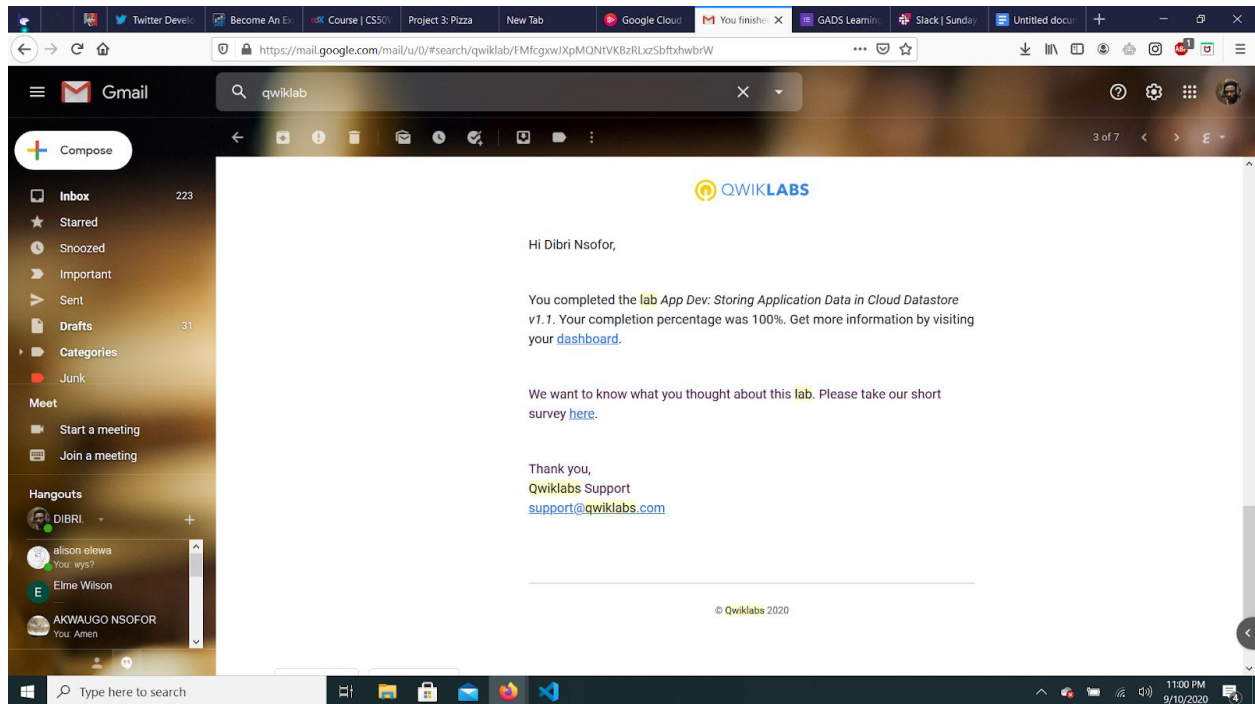 Twitter Develo
Become An Ex
Course | CS50
Project 3: Pizza
New Tab
Google Cloud
You finishe
GADS Learning
Slack | Sunday
Untitled docun
https://mail.google.com/mail/u/0/#search/qwiklab/FMfcgxwJXpMQNtVKBzRLxzSbftxhwbrW
Gmail
qwiklab
Compose
3 of 7
Inbox 223
Starred
Snoozed
Important
Sent
Drafts 31
Categories
Junk
Meet
Start a meeting
Join a meeting
Hangouts
DIBRI.
alison elewa
You: wys?
E
Elme Wilson
....
AKWAUGO NSOFOR
You: Amen
QWIKLABS
Hi Dibri Nsofor,
You completed the lab App Dev: Storing Application Data in Cloud Datastore
v1.1. Your completion percentage was 100%. Get more information by visiting
your dashboard.
We want to know what you thought about this lab. Please take our short
survey here.
Thank you,
Qwiklabs Support
support@qwiklabs.com
© Qwiklabs 2020
Type here to search
11:00 PM
9/10/2020
4